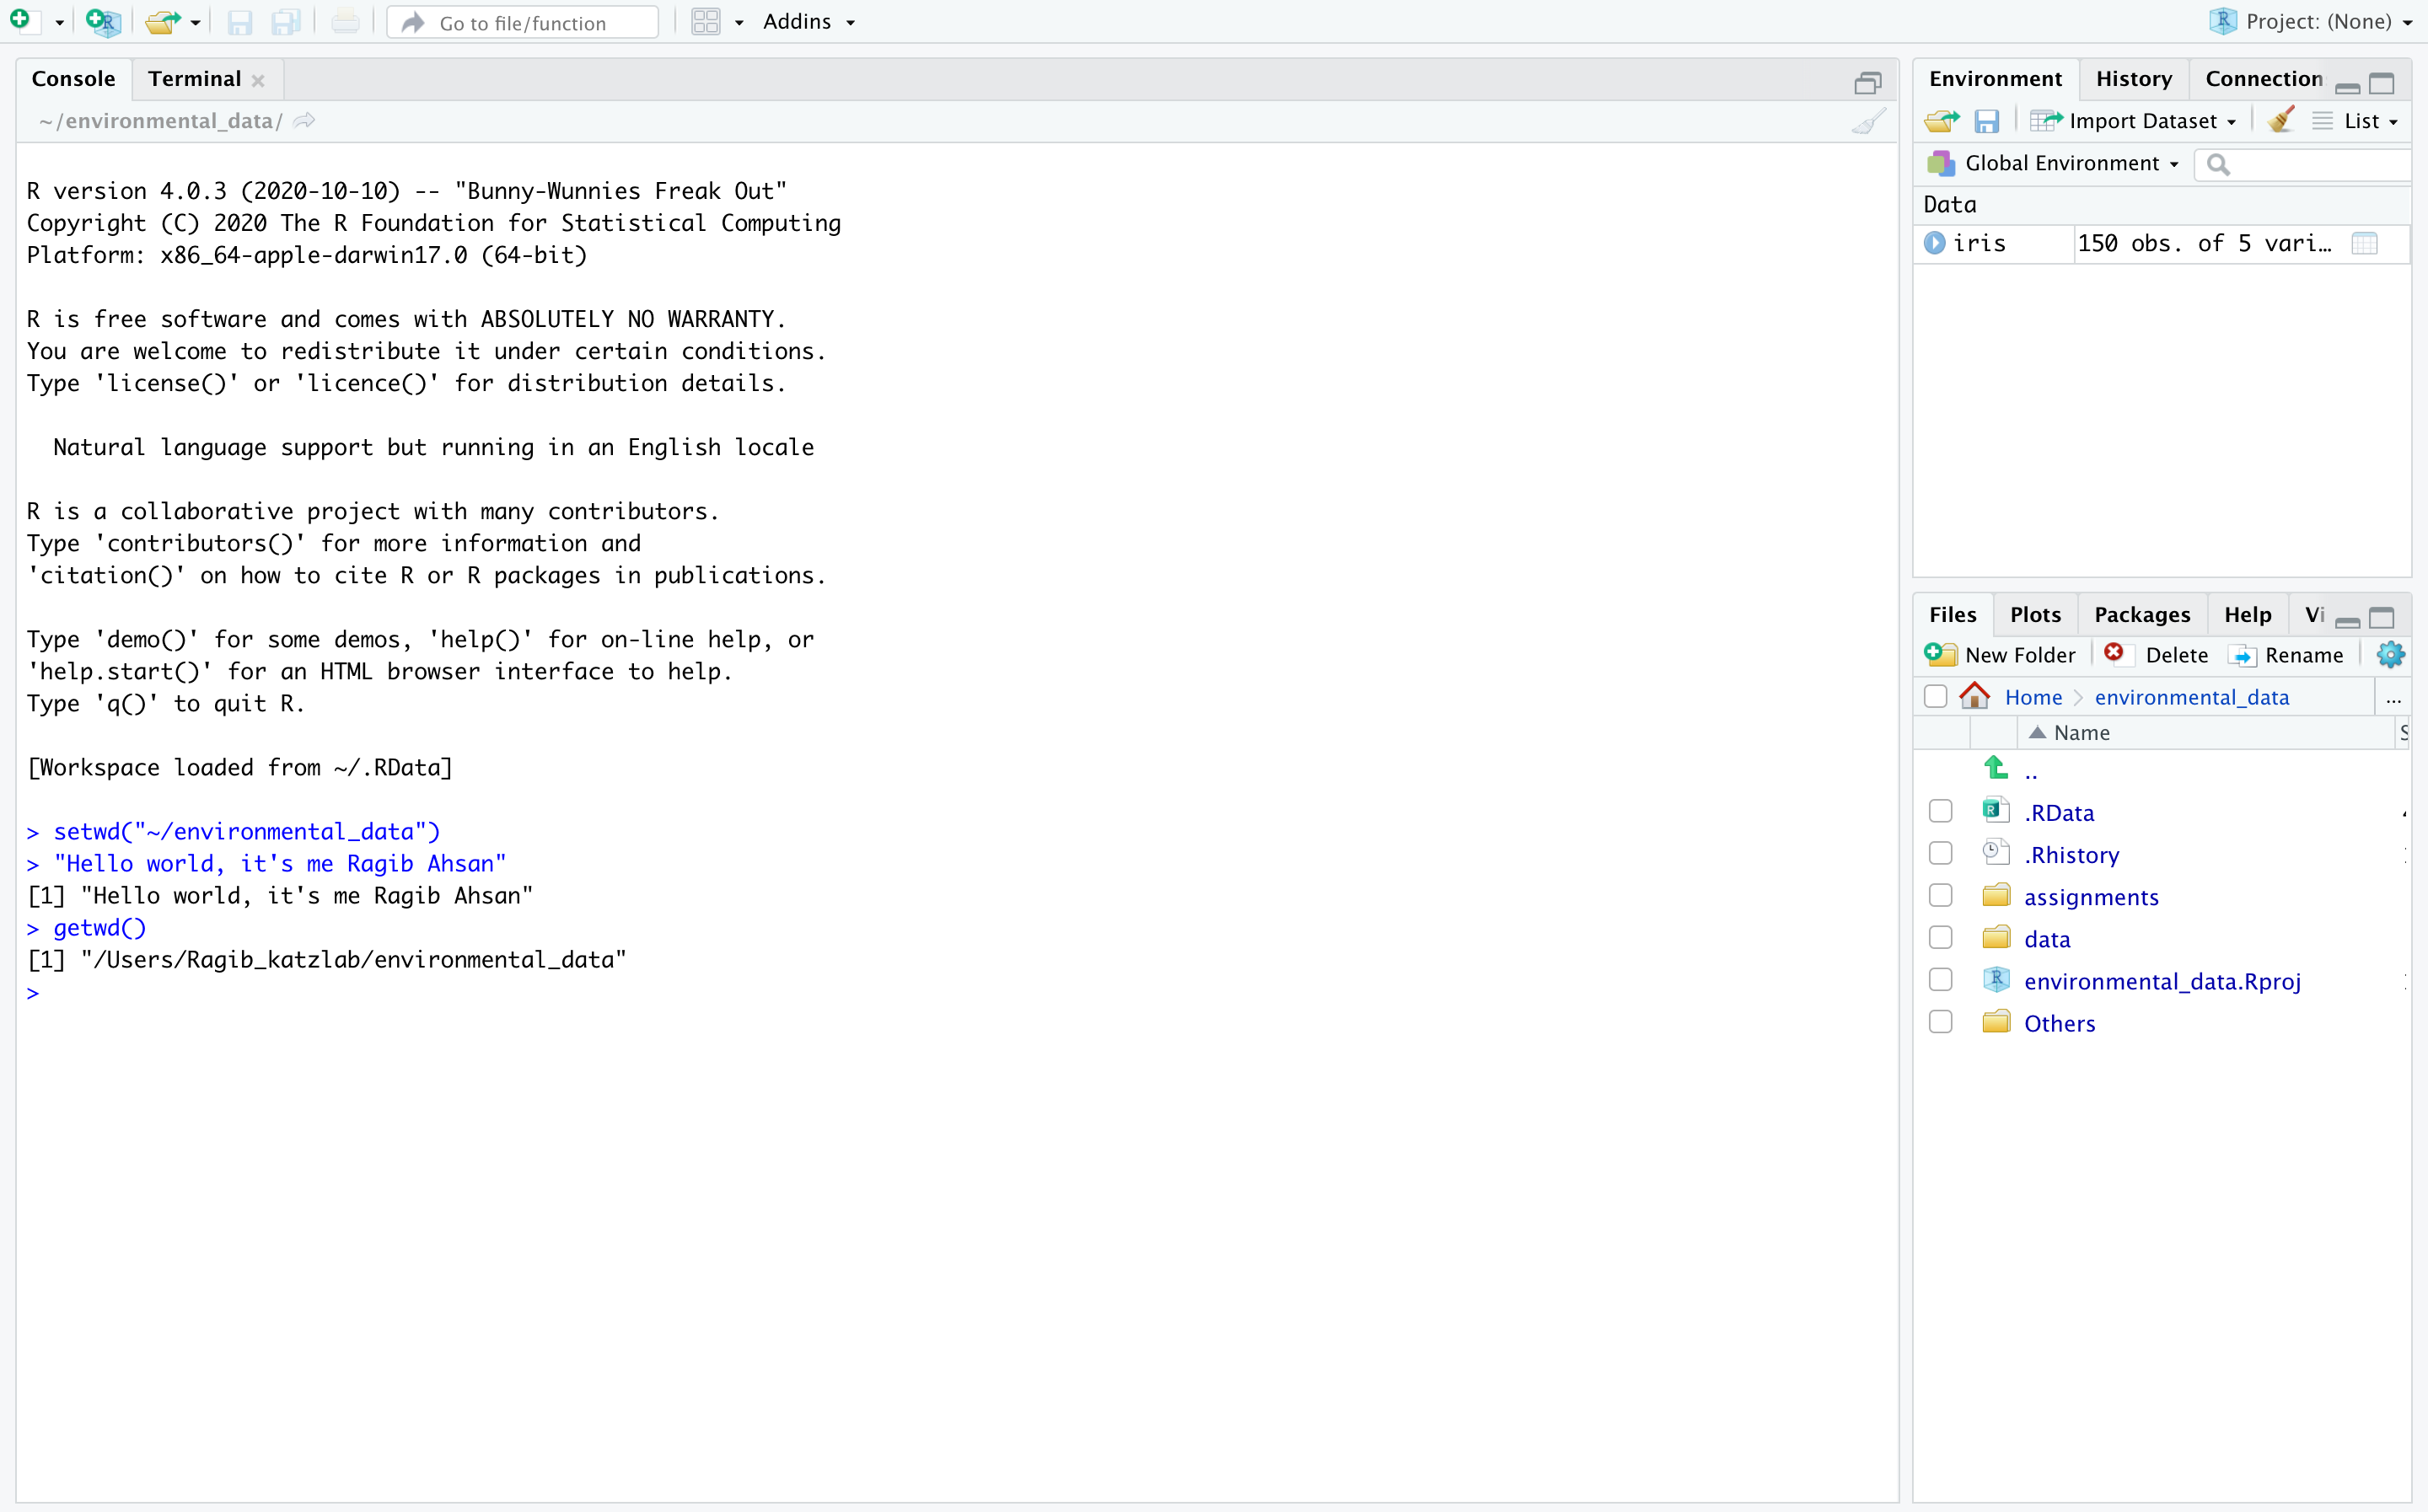 Go to file/function
Addins
Project: (None)
Console
Terminal
~/environmental_data/
R version 4.0.3 (2020-10-10) -- "Bunny-Wunnies Freak Out"
Copyright (C) 2020 The R Foundation for Statistical Computing
Platform: x86_64-apple-darwin17.0 (64-bit)
R is free software and comes with ABSOLUTELY NO WARRANTY.
You are welcome to redistribute it under certain conditions.
Type 'license()' or 'licence()' for distribution details.
Natural language support but running in an English locale
R is a collaborative project with many contributors.
Type 'contributors()' for more information and
'citation()' on how to cite R or R packages in publications.
Type 'demo()' for some demos, 'help()' for on-line help, or
'help.start()' for an HTML browser interface to help.
Type 'q()' to quit R.
[Workspace loaded from ~/.RData]
> setwd("~/environmental_data")
> "Hello world, it's me Ragib Ahsan"
[1] "Hello world, it's me Ragib Ahsan"
> getwd()
[1] "/Users/Ragib_katzlab/environmental_data"
>
Environment History Connection
Import Dataset List
Global Environment
Data
iris 150 obs. of 5 vari…
Files Plots Packages Help Vi
New Folder Delete Rename
Home environmental_data ...
Name
..
.RData
.Rhistory
assignments
data
environmental_data.Rproj
Others